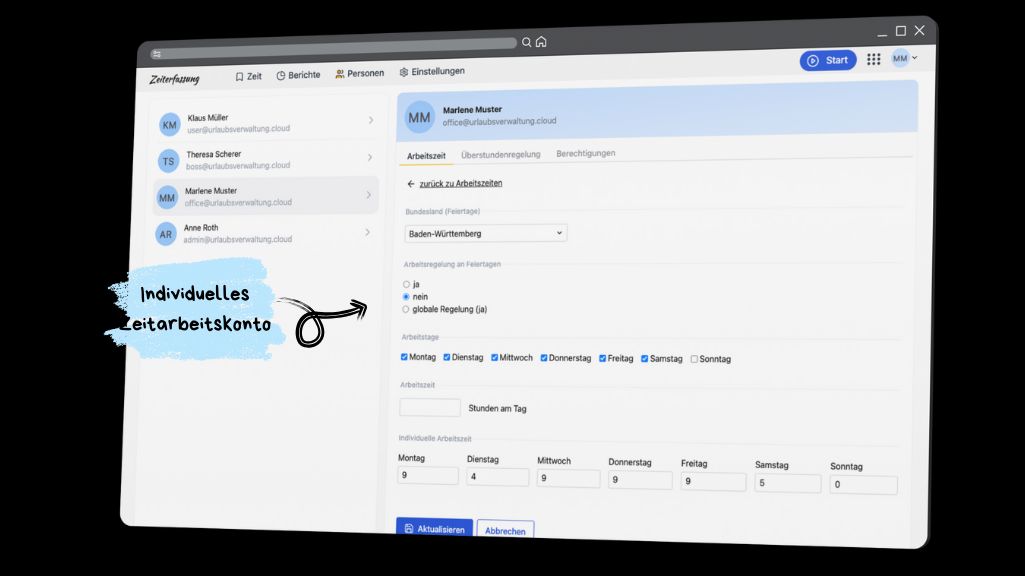 Zeiterfassung
Zeit
Berichte
Personen
Einstellungen
Start
MM
KM
Klaus Müller
user@urlaubsverwaltung.cloud
TS
Theresa Scherer
boss@urlaubsverwaltung.cloud
MM
Marlene Muster
office@urlaubsverwaltung.cloud
AR
Anne Roth
admin@urlaubsverwaltung.cloud
Individuelles
Zeitarbeitskonto
MM
Marlene Muster
office@urlaubsverwaltung.cloud
Arbeitszeit
Überstundenregelung
Berechtigungen
zurück zu Arbeitszeiten
Bundesland (Feiertage)
Baden-Württemberg
Arbeitsregelung an Feiertagen
ja
nein
globale Regelung (ja)
Arbeitstage
Montag Dienstag Mittwoch Donnerstag Freitag Samstag Sonntag
Arbeitszeit
Stunden am Tag
Individuelle Arbeitszeit
Montag Dienstag Mittwoch Donnerstag Freitag Samstag Sonntag
9 4 9 9 9 5 0
Aktualisieren
Abbrechen